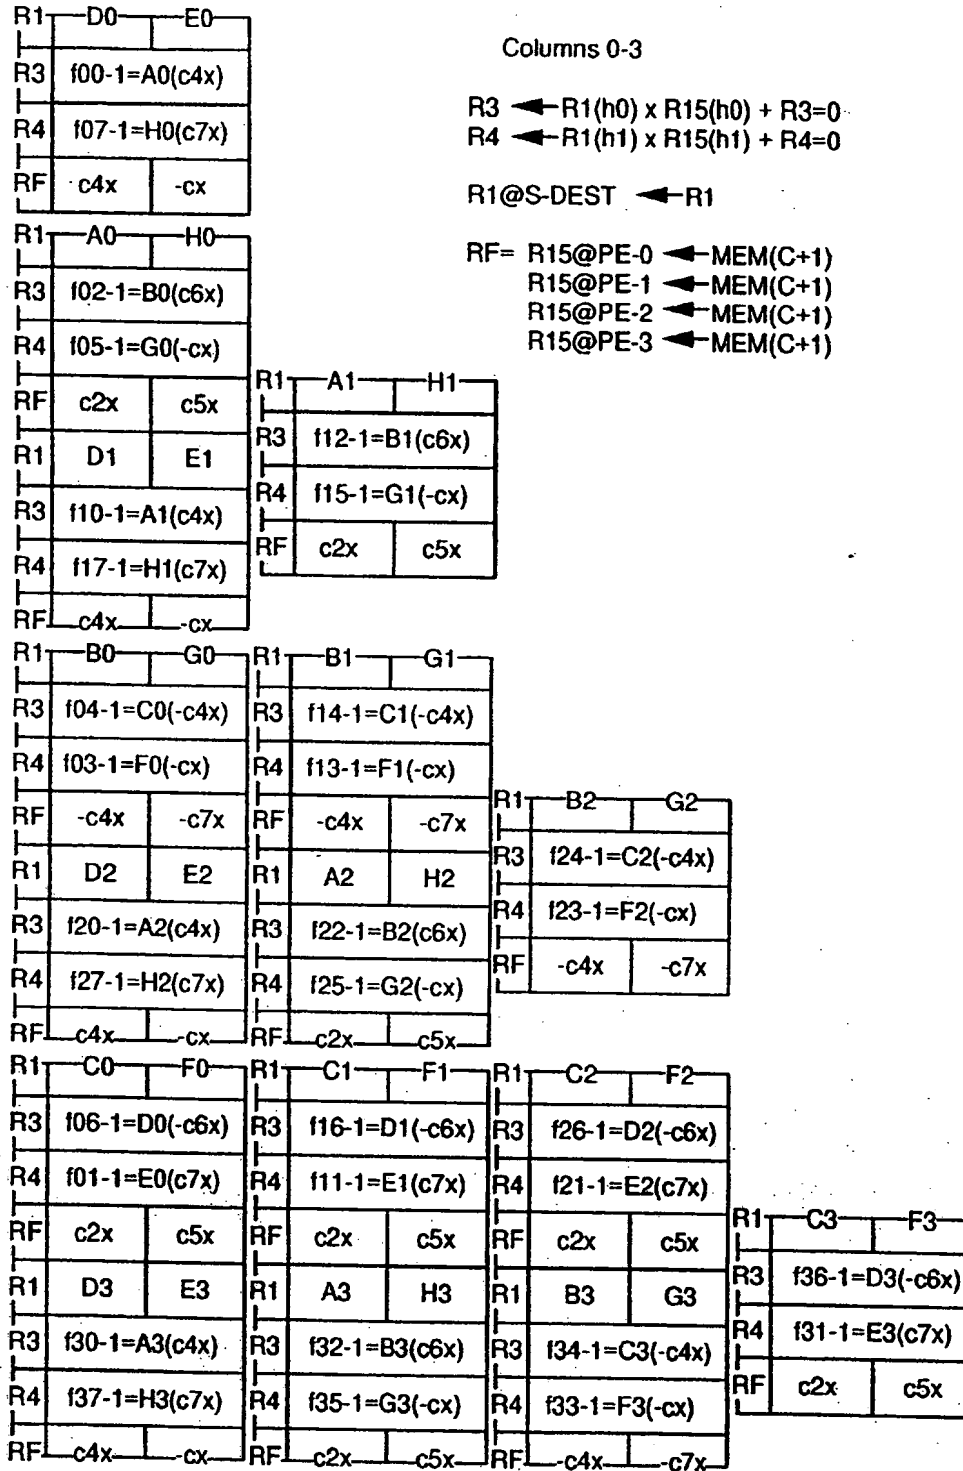 Columns 0-3
R3 ← R1(h0) x R15(h0) + R3=0
R4 ← R1(h1) x R15(h1) + R4=0
R1@S-DEST ← R1
RF= R15@PE-0 ← MEM(C+1)
R15@PE-1 ← MEM(C+1)
R15@PE-2 ← MEM(C+1)
R15@PE-3 ← MEM(C+1)
R1 D0 E0
R3 f00-1=A0(c4x)
R4 f07-1=H0(c7x)
RF c4x -cx
R1 A0 H0
R3 f02-1=B0(c6x)
R4 f05-1=G0(-cx)
RF c2x c5x
R1 D1 E1
R3 f10-1=A1(c4x)
R4 f17-1=H1(c7x)
RF c4x -cx
R1 A1 H1
R3 f12-1=B1(c6x)
R4 f15-1=G1(-cx)
RF c2x c5x
R1 B0 G0
R3 f04-1=C0(-c4x)
R4 f03-1=F0(-cx)
RF -c4x -c7x
R1 D2 E2
R3 f20-1=A2(c4x)
R4 f27-1=H2(c7x)
RF c4x -cx
R1 B1 G1
R3 f14-1=C1(-c4x)
R4 f13-1=F1(-cx)
RF -c4x -c7x
R1 A2 H2
R3 f22-1=B2(c6x)
R4 f25-1=G2(-cx)
RF c2x c5x
R1 B2 G2
R3 f24-1=C2(-c4x)
R4 f23-1=F2(-cx)
RF -c4x -c7x
R1 C0 F0
R3 f06-1=D0(-c6x)
R4 f01-1=E0(c7x)
RF c2x c5x
R1 D3 E3
R3 f30-1=A3(c4x)
R4 f37-1=H3(c7x)
RF c4x -cx
R1 C1 F1
R3 f16-1=D1(-c6x)
R4 f11-1=E1(c7x)
RF c2x c5x
R1 A3 H3
R3 f32-1=B3(c6x)
R4 f35-1=G3(-cx)
RF c2x c5x
R1 C2 F2
R3 f26-1=D2(-c6x)
R4 f21-1=E2(c7x)
RF c2x c5x
R1 B3 G3
R3 f34-1=C3(-c4x)
R4 f33-1=F3(-cx)
RF -c4x -c7x
R1 C3 F3
R3 f36-1=D3(-c6x)
R4 f31-1=E3(c7x)
RF c2x c5x